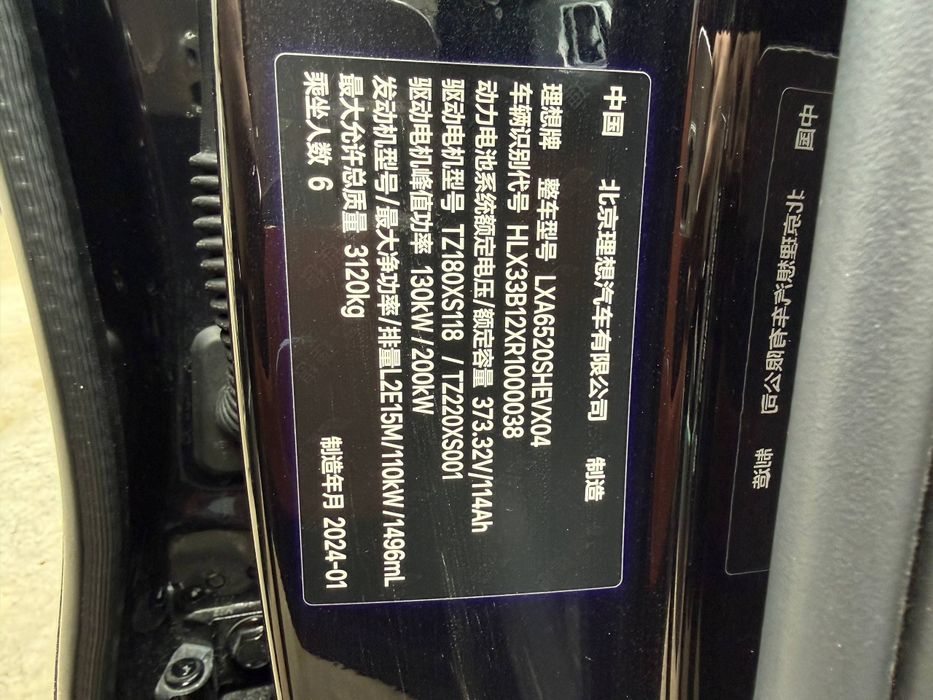 中国 北京理想汽车有限公司 制造
理想牌 整车型号 LXA6520SHEVX04
车辆识别代号 HLX33B12XR1000038
动力电池系统额定电压/额定容量 373.32V/114Ah
驱动电机型号 TZ180XS118 / TZ220XS001
驱动电机峰值功率 130kW/200kW
发动机型号/最大净功率/排量L2E15M/110kW/1496mL
最大允许总质量 3120kg
乘坐人数 6 制造年月 2024-01